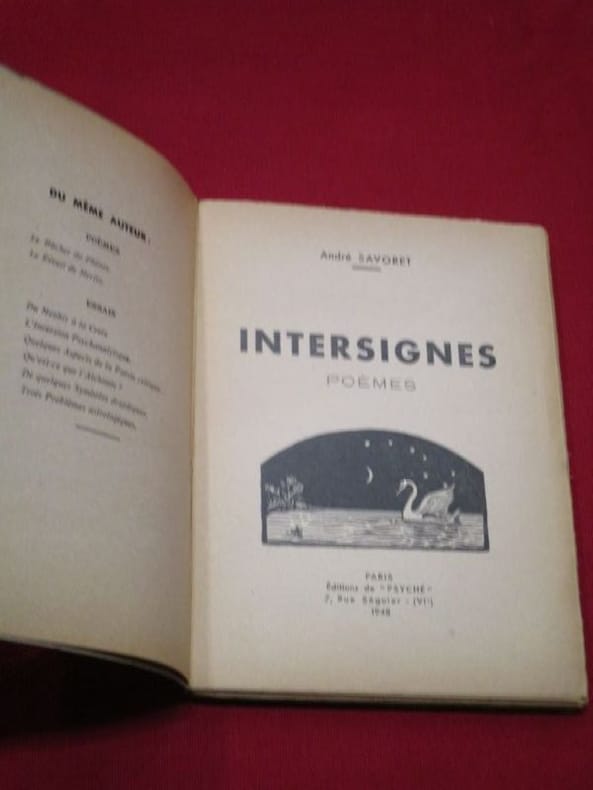 DU MÊME AUTEUR :
POÈMES
Le Bûcher du Phénix.
Le Réveil de Merlin.
ESSAIS
Du Menhir à la Croix
L'Inversion Psychanalytique.
Quelques Aspects de la Poésie celtique.
Qu'est-ce que l'Alchimie ?
De quelques Symboles druidiques.
Trois Problèmes astrologiques.
André SAVORET
INTERSIGNES
POÈMES
PARIS
Éditions de "PSYCHÉ"
7, Rue Séguier - (VIe)
1948